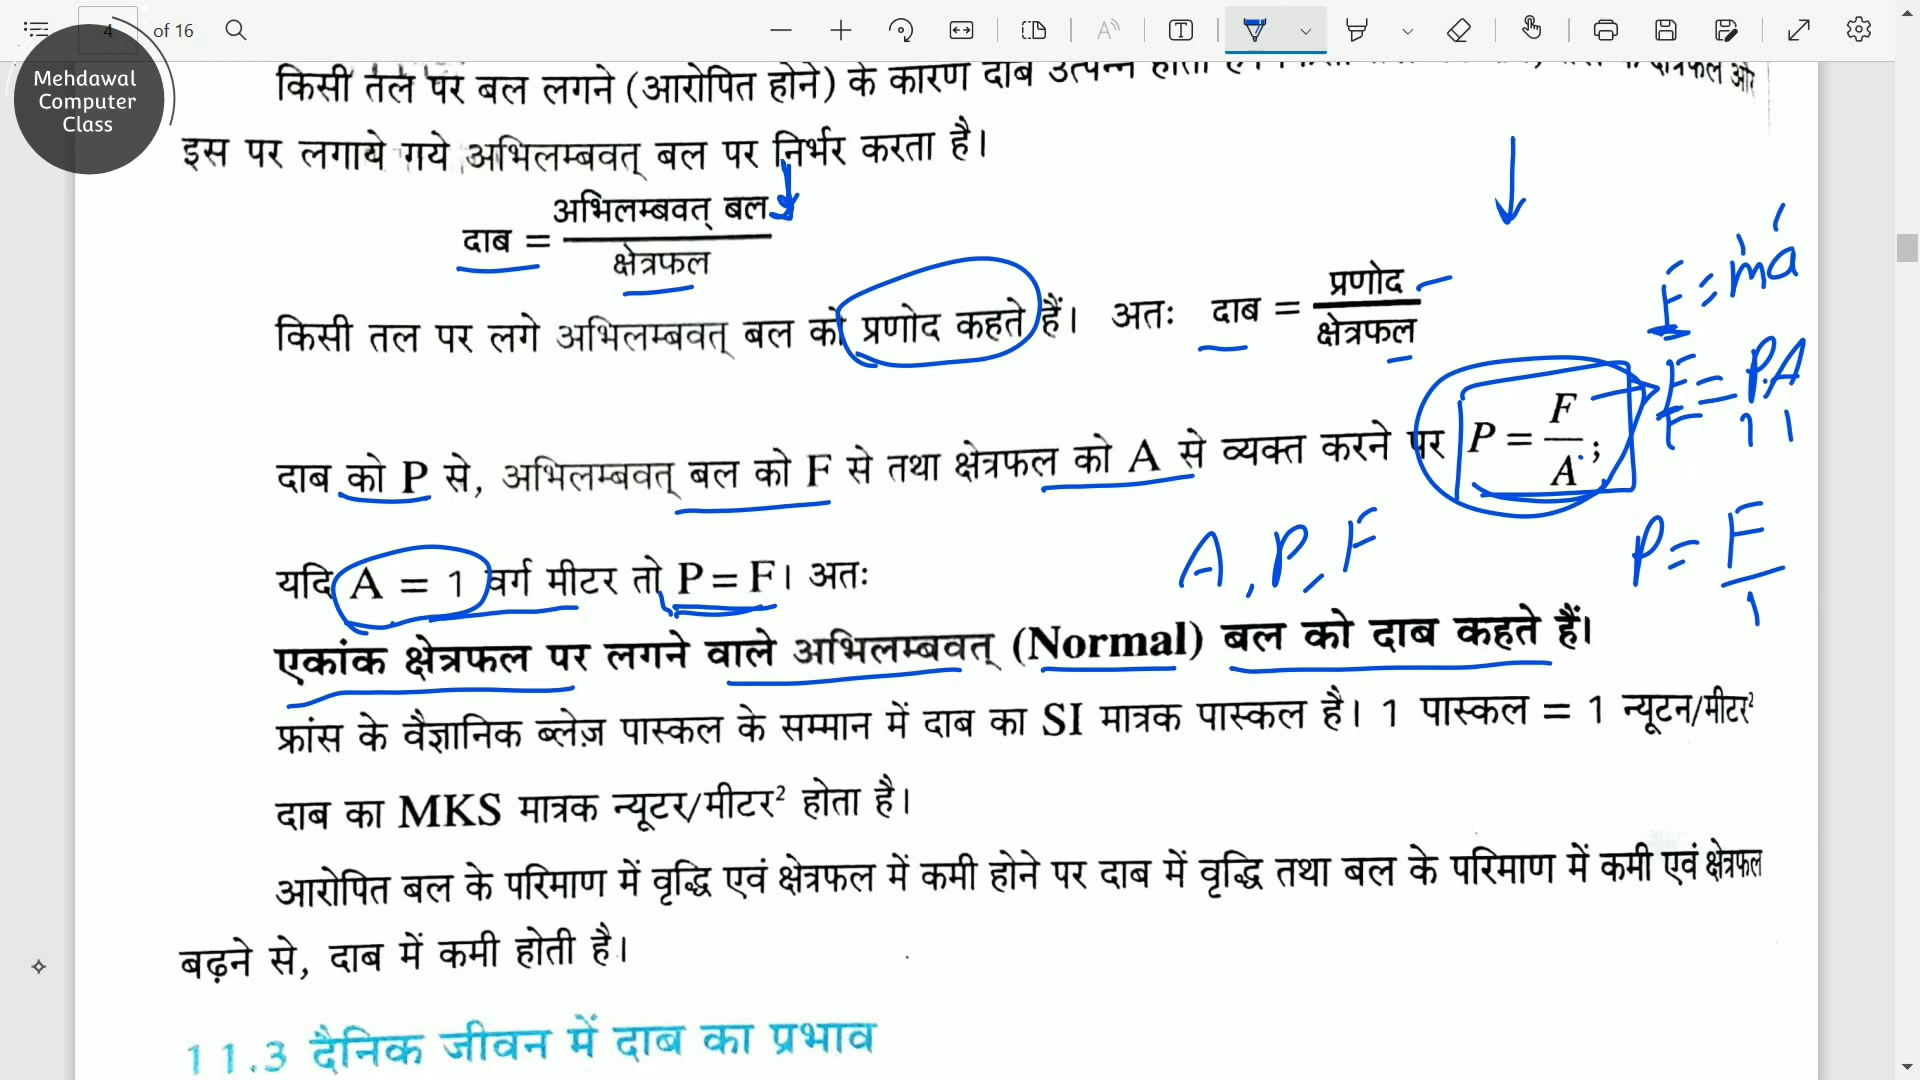 4 of 16
Mehdawal
Computer
Class
किसी तल पर बल लगने (आरोपित होने) के कारण दाब उत्पन्न होता है।
इस पर लगाये गये अभिलम्बवत् बल पर निर्भर करता है।
दाब = अभिलम्बवत् बल / क्षेत्रफल
किसी तल पर लगे अभिलम्बवत् बल को प्रणोद कहते हैं। अतः दाब = प्रणोद / क्षेत्रफल
F = ma
F = P.A
दाब को P से, अभिलम्बवत् बल को F से तथा क्षेत्रफल को A से व्यक्त करने पर P = F / A ;
A, P, F
P = F / 1
यदि A = 1 वर्ग मीटर तो P = F। अतः
एकांक क्षेत्रफल पर लगने वाले अभिलम्बवत् (Normal) बल को दाब कहते हैं।
फ्रांस के वैज्ञानिक ब्लेज़ पास्कल के सम्मान में दाब का SI मात्रक पास्कल है। 1 पास्कल = 1 न्यूटन/मीटर²
दाब का MKS मात्रक न्यूटर/मीटर² होता है।
आरोपित बल के परिमाण में वृद्धि एवं क्षेत्रफल में कमी होने पर दाब में वृद्धि तथा बल के परिमाण में कमी एवं क्षेत्रफल
बढ़ने से, दाब में कमी होती है।
11.3 दैनिक जीवन में दाब का प्रभाव